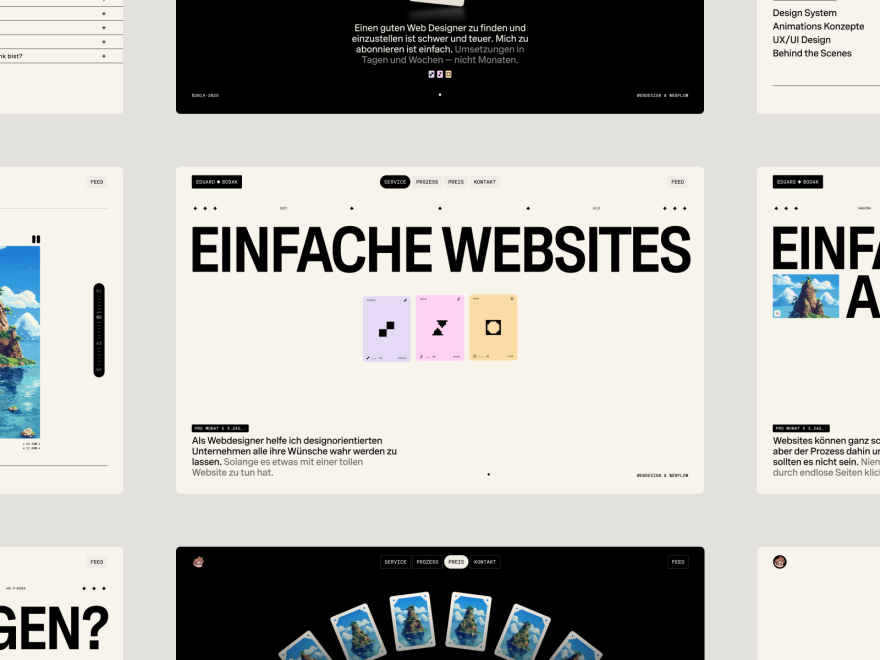 nk bist?
+
+
+
+
+
Einen guten Web Designer zu finden und
einzustellen ist schwer und teuer. Mich zu
abonnieren ist einfach. Umsetzungen in
Tagen und Wochen — nicht Monaten.
©2014-2025
WEBDESIGN & WEBFLOW
Design System
Animations Konzepte
UX/UI Design
Behind the Scenes
FEED
EDUARD ✦ BODAK
SERVICE
PROZESS
PREIS
KONTAKT
FEED
EINFACHE WEBSITES
PRO MONAT € 3.345,-
Als Webdesigner helfe ich designorientierten
Unternehmen alle ihre Wünsche wahr werden zu
lassen. Solange es etwas mit einer tollen
Website zu tun hat.
WEBDESIGN & WEBFLOW
EDUARD ✦ BODAK
EINFA
A
PRO MONAT € 3.345,-
Websites können ganz sc
aber der Prozess dahin u
sollten es nicht sein. Nien
durch endlose Seiten klic
FEED
GEN?
SERVICE
PROZESS
PREIS
KONTAKT
FEED